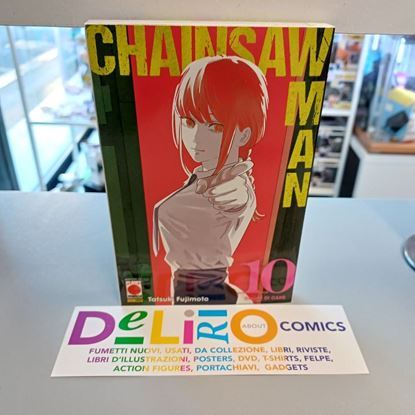 CHAINSAW
MAN
10
Tatsuki Fujimoto
DELiRiO ABOUT COMICS
FUMETTI NUOVI, USATI, DA COLLEZIONE, LIBRI, RIVISTE,
LIBRI D'ILLUSTRAZIONI, POSTERS, DVD, T-SHIRTS, FELPE,
ACTION FIGURES, PORTACHIAVI, GADGETS